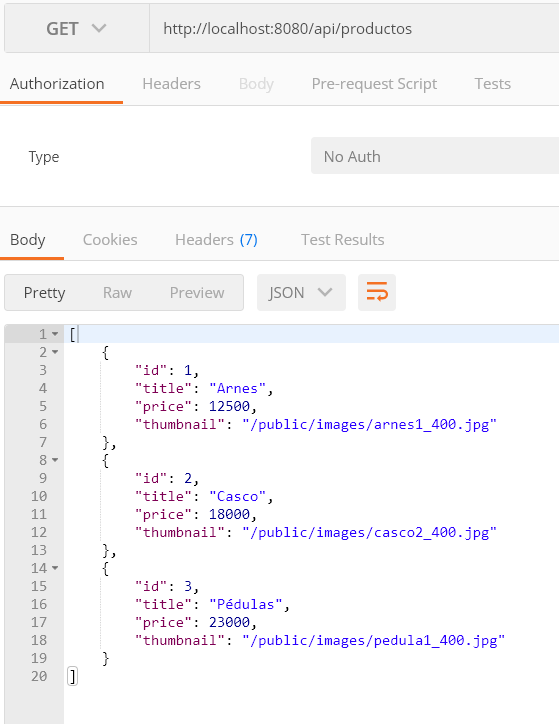 GET http://localhost:8080/api/productos
Authorization Headers Body Pre-request Script Tests
Type No Auth
Body Cookies Headers (7) Test Results
Pretty Raw Preview JSON
1 [
2 {
3 "id": 1,
4 "title": "Arnes",
5 "price": 12500,
6 "thumbnail": "/public/images/arnes1_400.jpg"
7 },
8 {
9 "id": 2,
10 "title": "Casco",
11 "price": 18000,
12 "thumbnail": "/public/images/casco2_400.jpg"
13 },
14 {
15 "id": 3,
16 "title": "Pédulas",
17 "price": 23000,
18 "thumbnail": "/public/images/pedula1_400.jpg"
19 }
20 ]